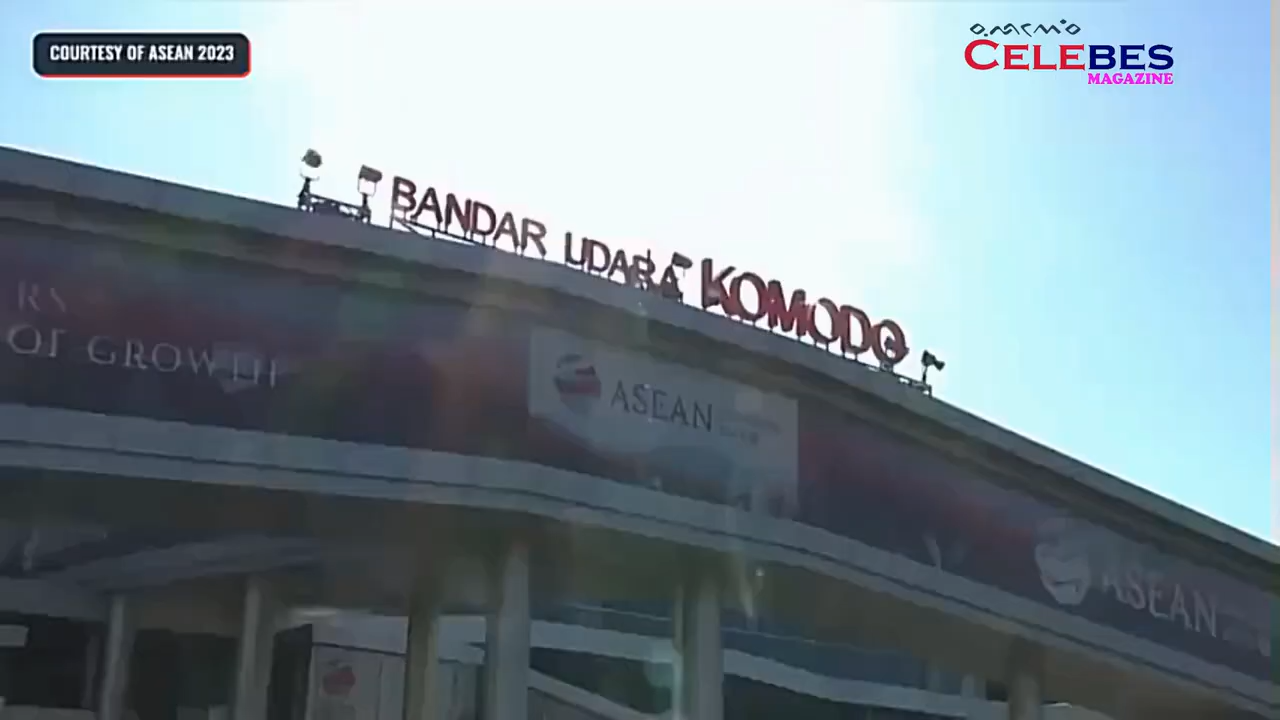 COURTESY OF ASEAN 2023
CELEBES
MAGAZINE
BANDAR UDARA KOMODO
OF GROWTH
ASEAN
ASEAN